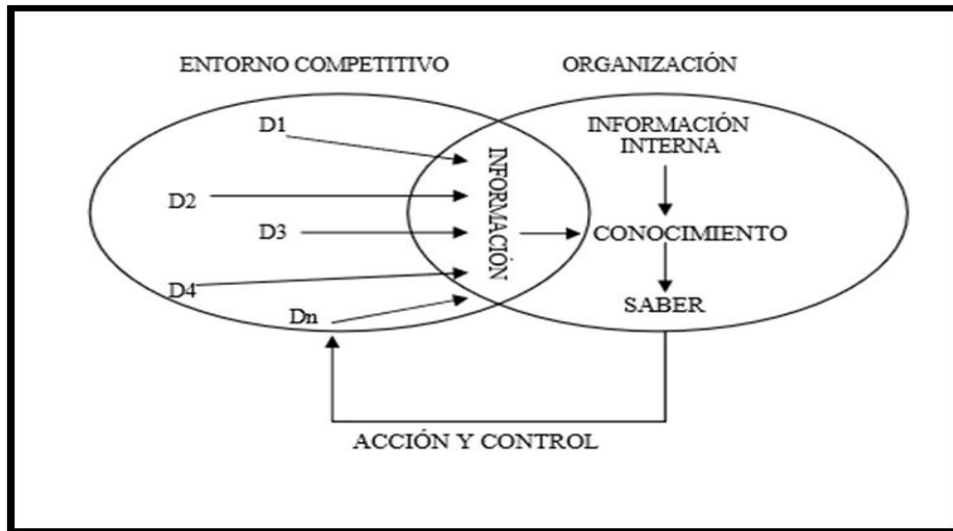 ENTORNO COMPETITIVO
ORGANIZACIÓN
D1
D2
D3
D4
Dn
INFORMACIÓN
INFORMACIÓN
INTERNA
CONOCIMIENTO
SABER
ACCIÓN Y CONTROL